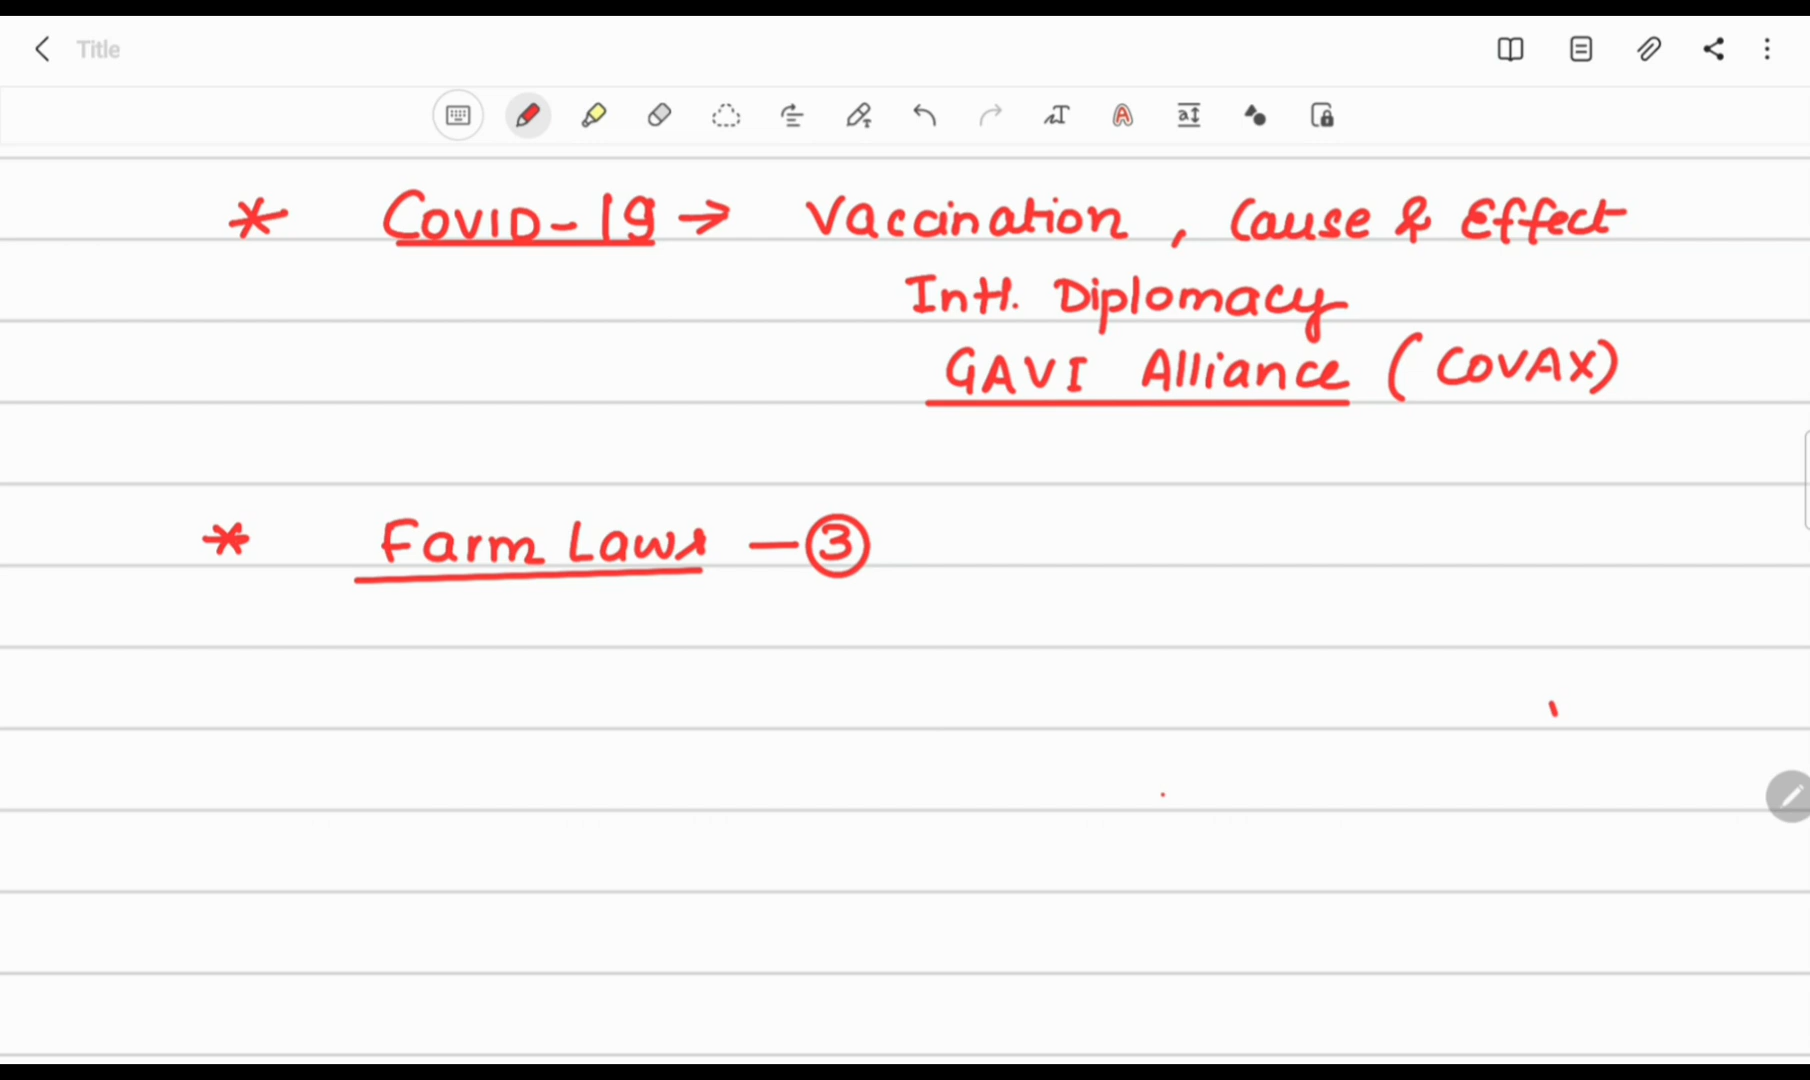 Title
* COVID-19 → Vaccination, Cause & Effect
Intl. Diplomacy
GAVI Alliance (COVAX)
* Farm Laws - ③